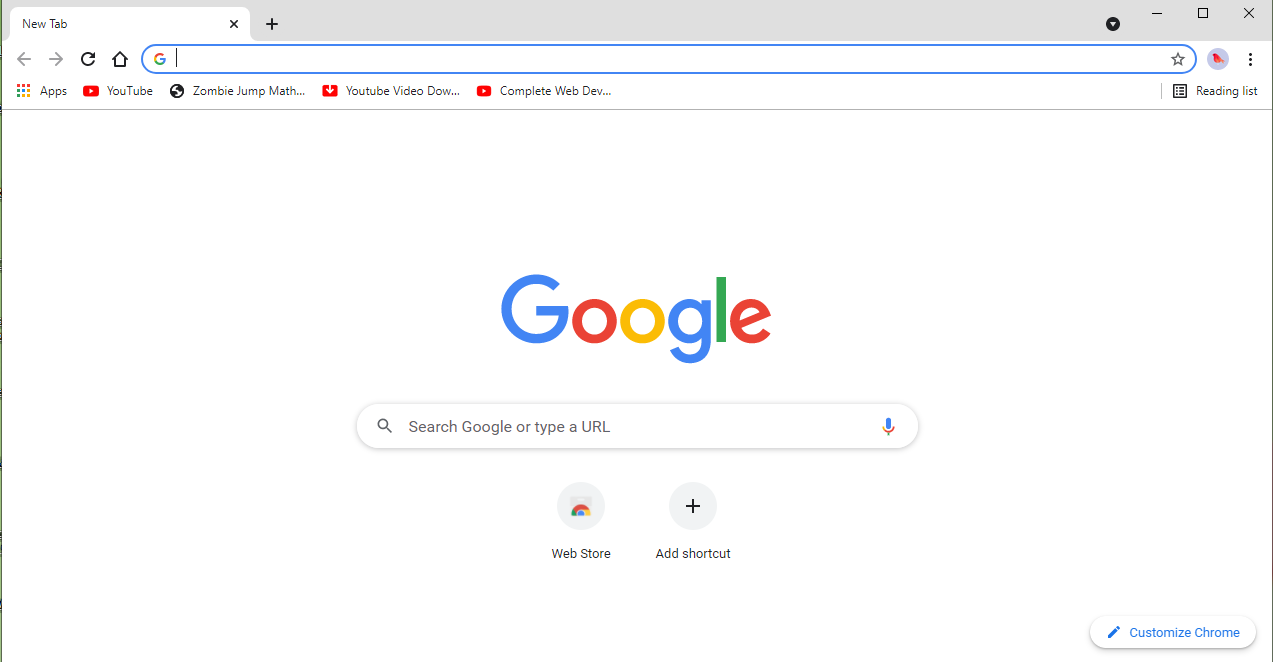 New Tab
Apps YouTube Zombie Jump Math... Youtube Video Dow... Complete Web Dev... Reading list
Google
Search Google or type a URL
Web Store Add shortcut
Customize Chrome